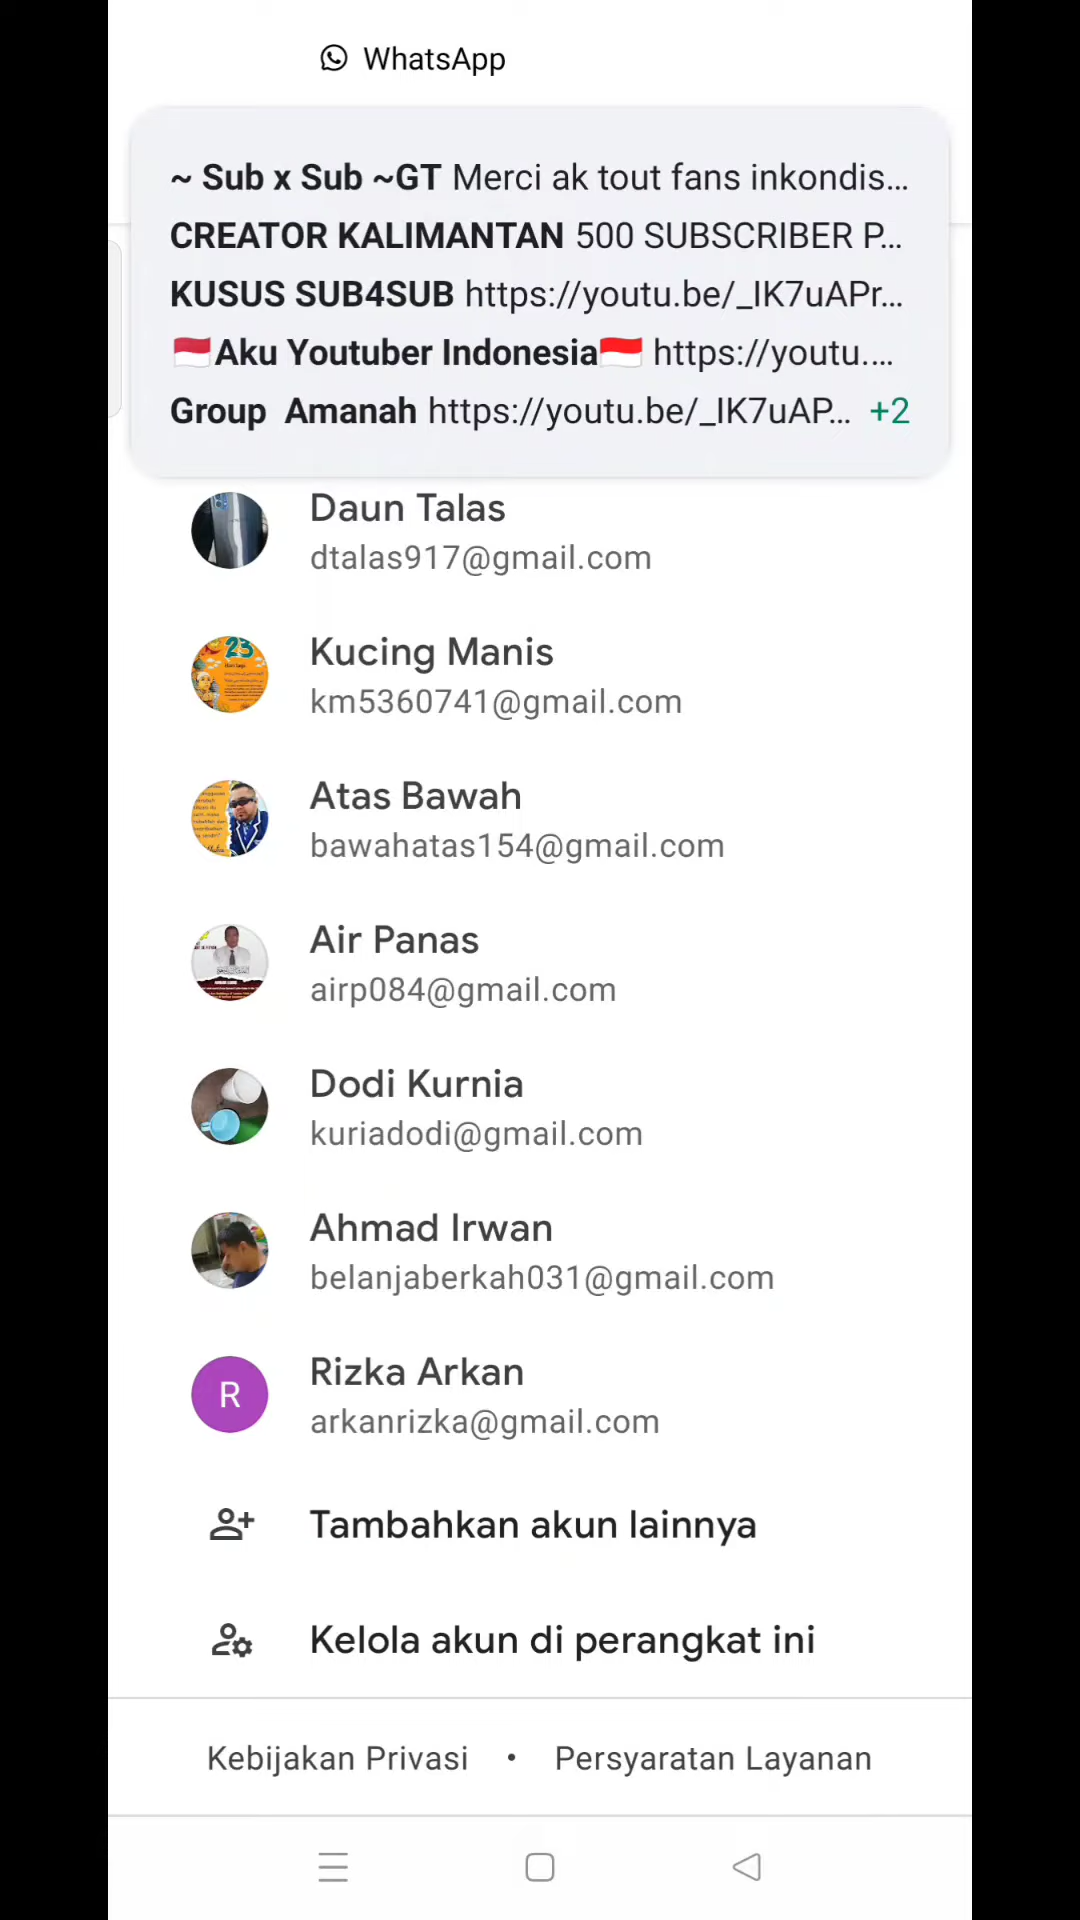 WhatsApp
~ Sub x Sub ~GT Merci ak tout fans inkondis...
CREATOR KALIMANTAN 500 SUBSCRIBER P...
KUSUS SUB4SUB https://youtu.be/_IK7uAPr...
🇮🇩Aku Youtuber Indonesia🇮🇩 https://youtu....
Group Amanah https://youtu.be/_IK7uAP... +2
Daun Talas
dtalas917@gmail.com
23
Kucing Manis
km5360741@gmail.com
Atas Bawah
bawahatas154@gmail.com
Air Panas
airp084@gmail.com
Dodi Kurnia
kuriadodi@gmail.com
Ahmad Irwan
belanjaberkah031@gmail.com
R
Rizka Arkan
arkanrizka@gmail.com
Tambahkan akun lainnya
Kelola akun di perangkat ini
Kebijakan Privasi • Persyaratan Layanan